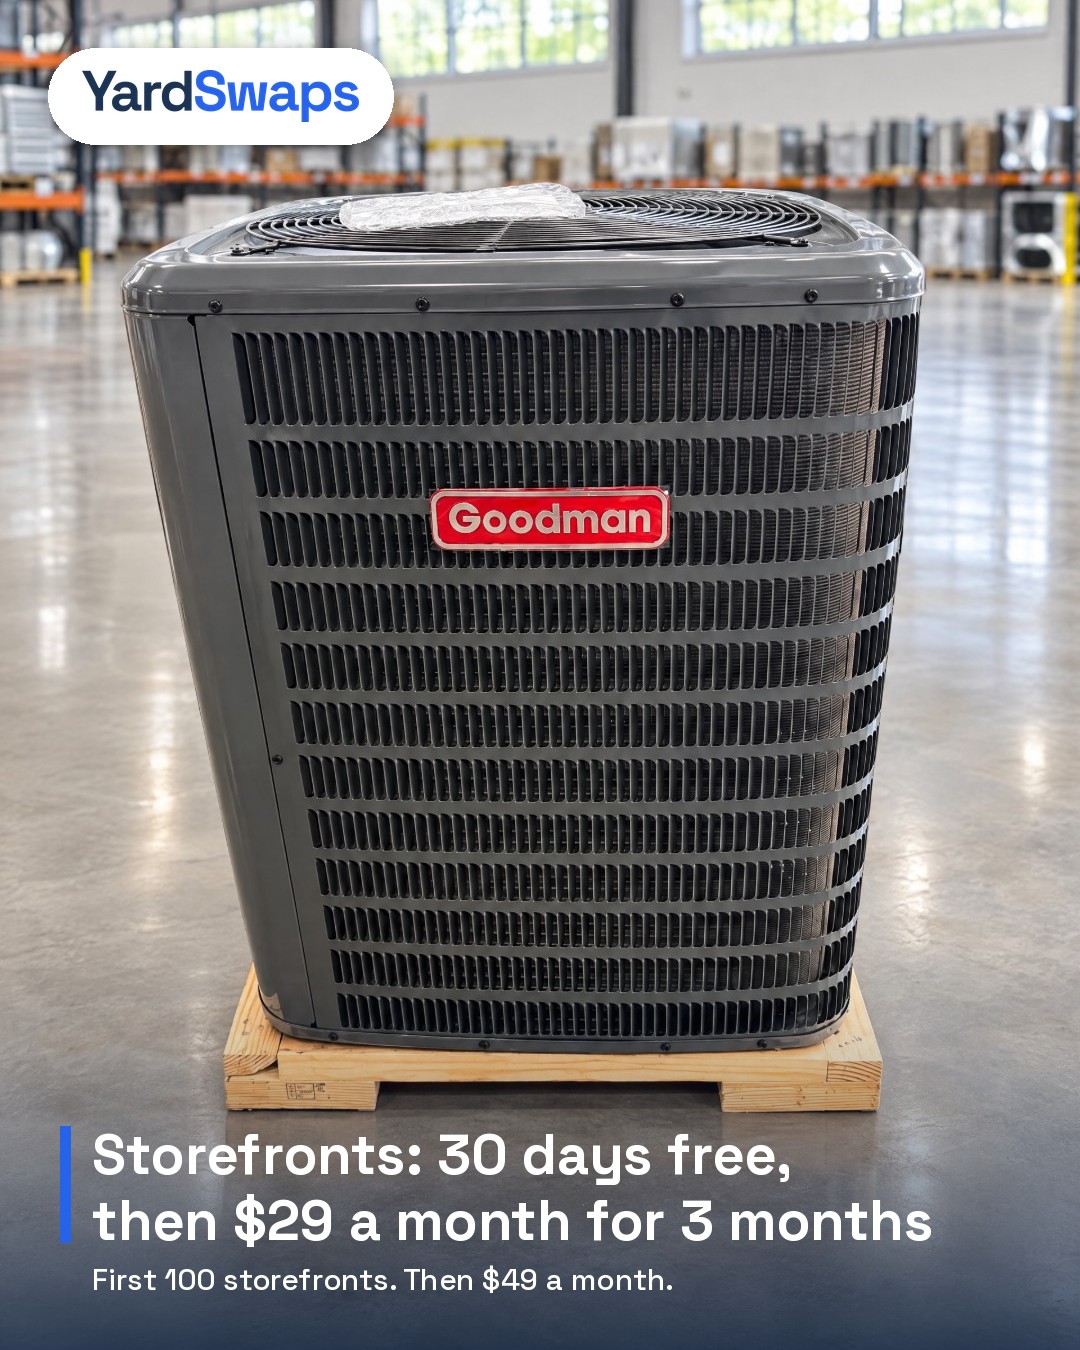 YardSwaps
Goodman
Storefronts: 30 days free,
then $29 a month for 3 months
First 100 storefronts. Then $49 a month.